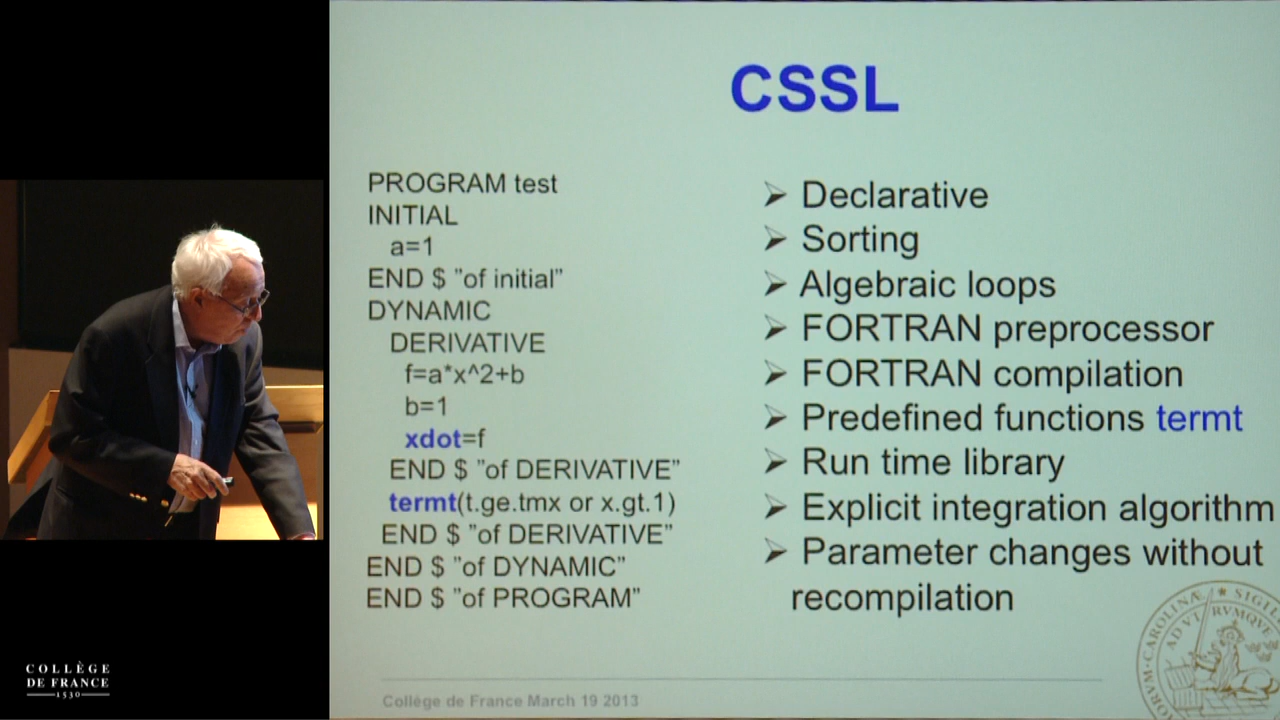 CSSL
PROGRAM test
INITIAL
a=1
END $ ”of initial”
DYNAMIC
DERIVATIVE
f=a*x^2+b
b=1
xdot=f
END $ ”of DERIVATIVE”
termt(t.ge.tmx or x.gt.1)
END $ ”of DERIVATIVE”
END $ ”of DYNAMIC”
END $ ”of PROGRAM”
➢ Declarative
➢ Sorting
➢ Algebraic loops
➢ FORTRAN preprocessor
➢ FORTRAN compilation
➢ Predefined functions termt
➢ Run time library
➢ Explicit integration algorithm
➢ Parameter changes without
recompilation
Collège de France March 19 2013
COLLÈGE
DE FRANCE
1530